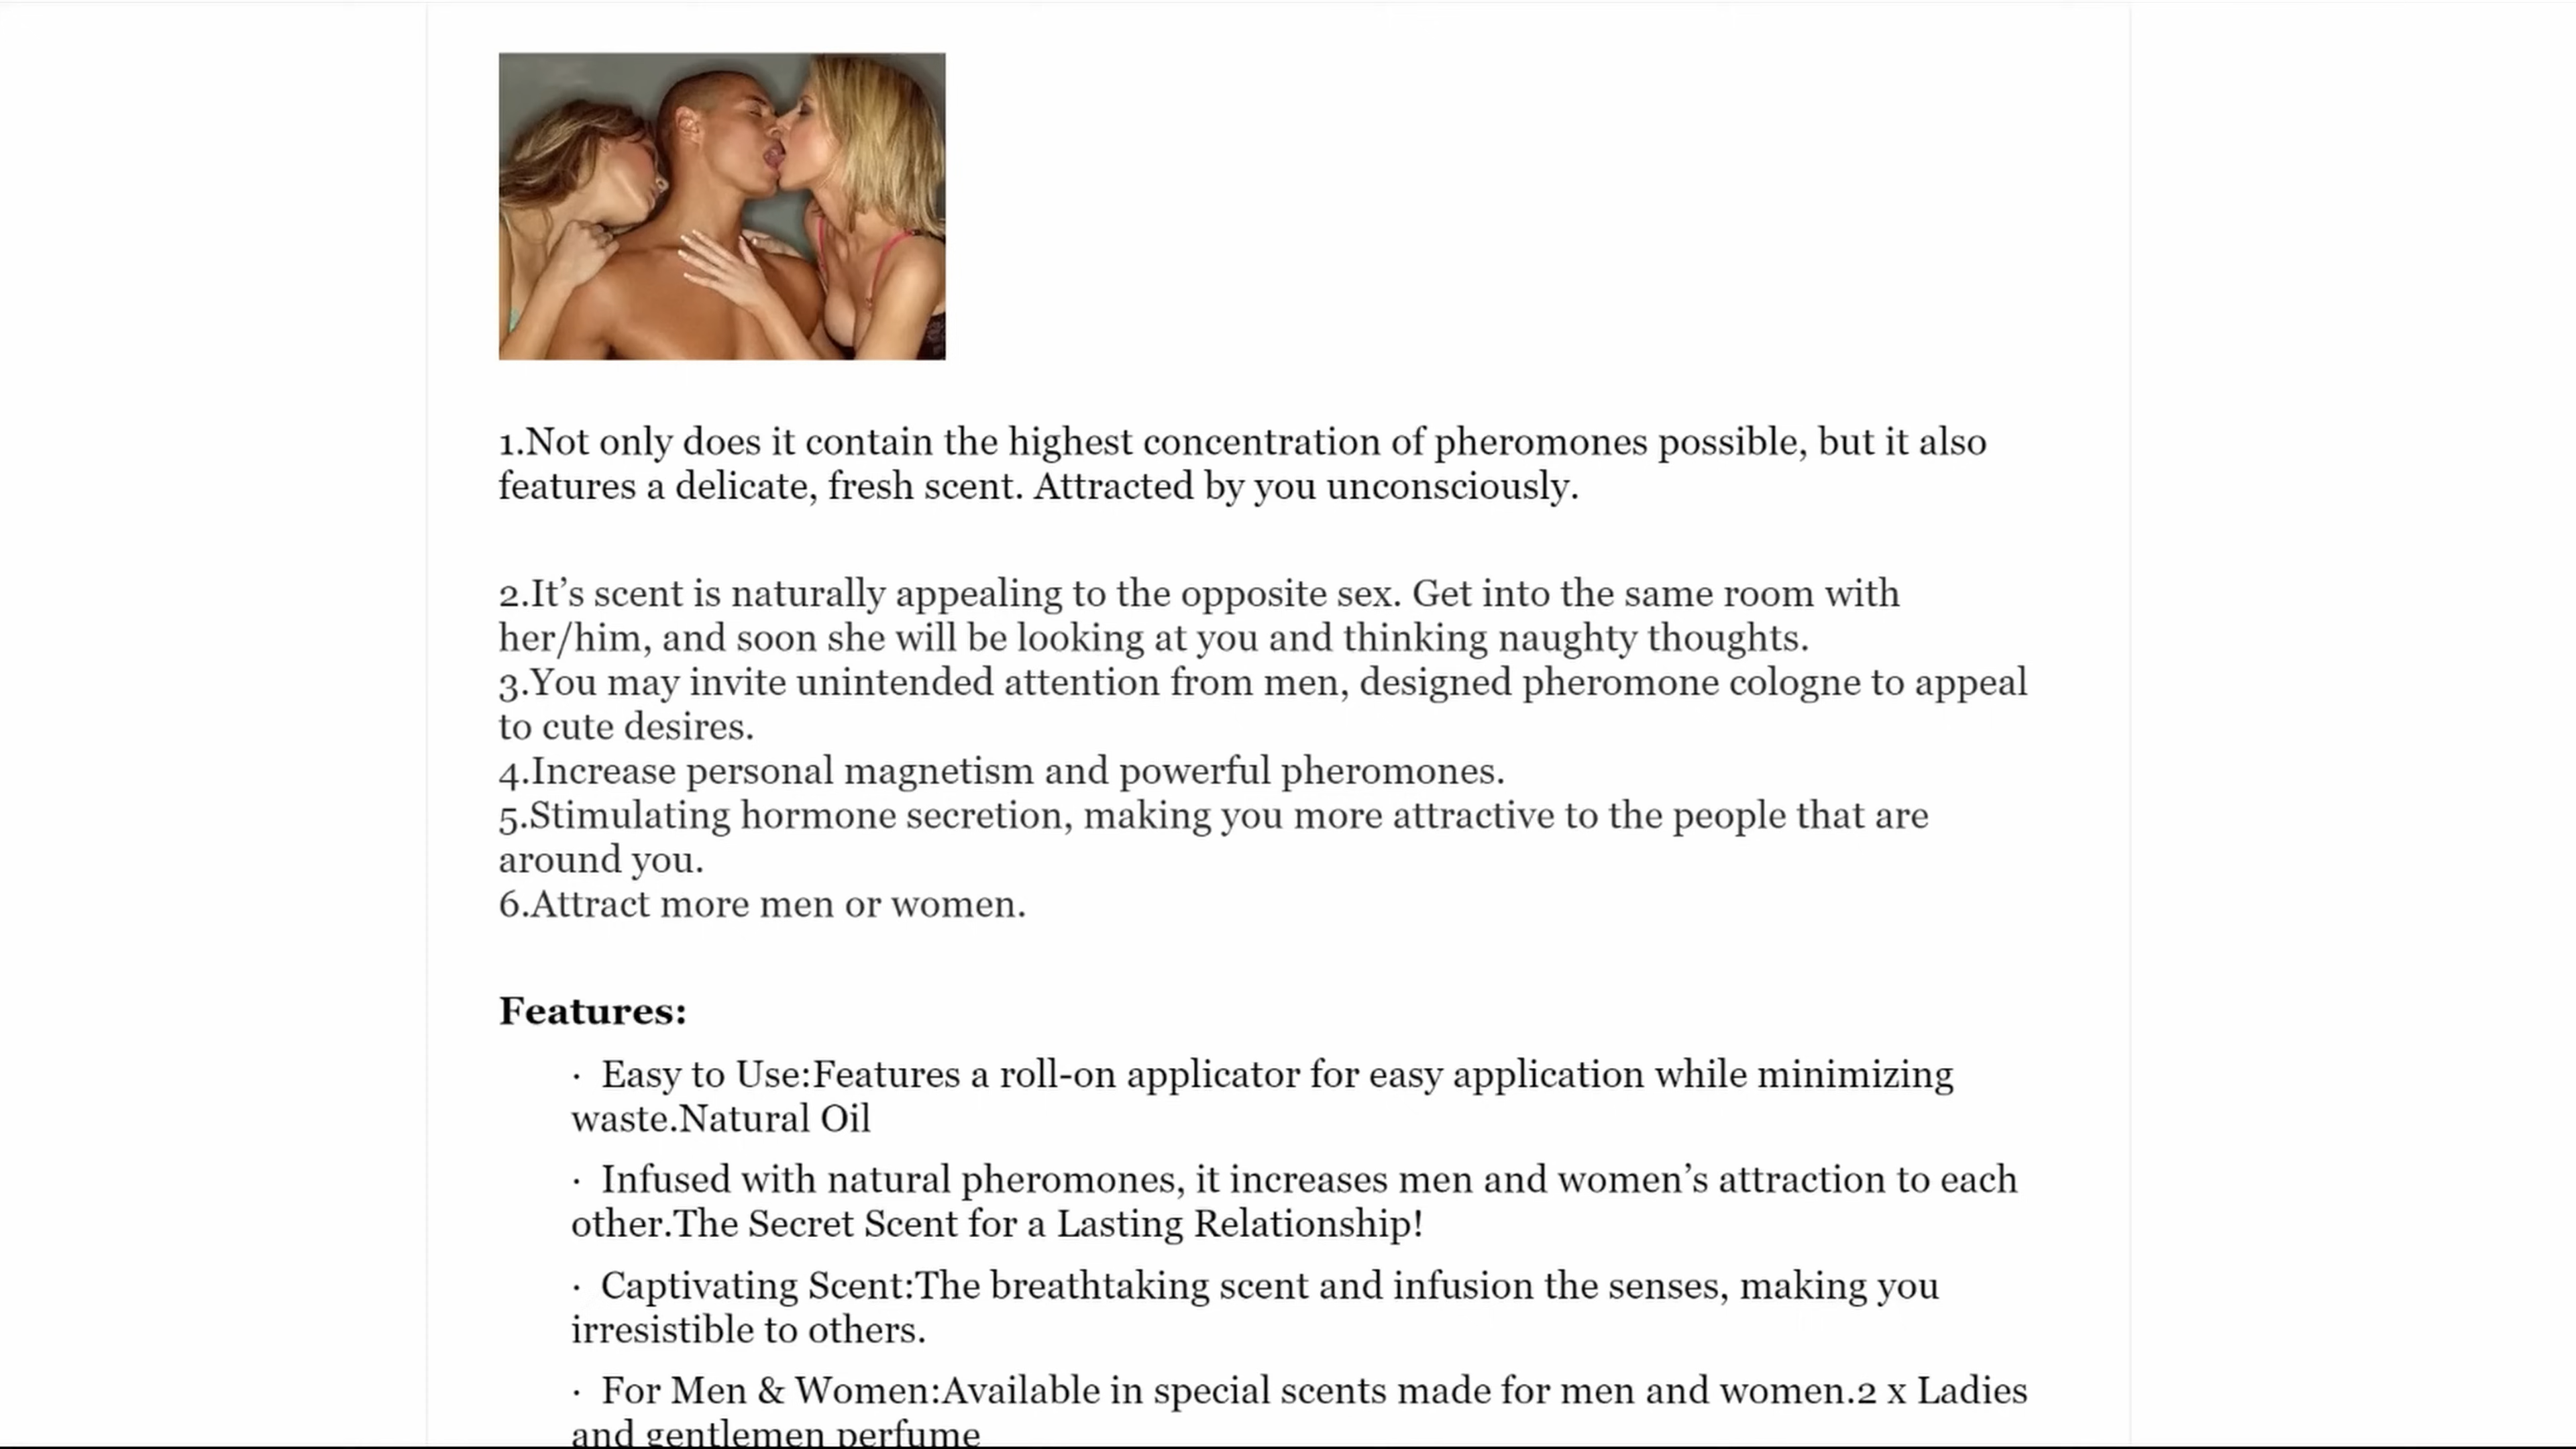 1.Not only does it contain the highest concentration of pheromones possible, but it also
features a delicate, fresh scent. Attracted by you unconsciously.
2.It’s scent is naturally appealing to the opposite sex. Get into the same room with
her/him, and soon she will be looking at you and thinking naughty thoughts.
3.You may invite unintended attention from men, designed pheromone cologne to appeal
to cute desires.
4.Increase personal magnetism and powerful pheromones.
5.Stimulating hormone secretion, making you more attractive to the people that are
around you.
6.Attract more men or women.
Features:
· Easy to Use:Features a roll-on applicator for easy application while minimizing
waste.Natural Oil
· Infused with natural pheromones, it increases men and women’s attraction to each
other.The Secret Scent for a Lasting Relationship!
· Captivating Scent:The breathtaking scent and infusion the senses, making you
irresistible to others.
· For Men & Women:Available in special scents made for men and women.2 x Ladies
and gentlemen perfume